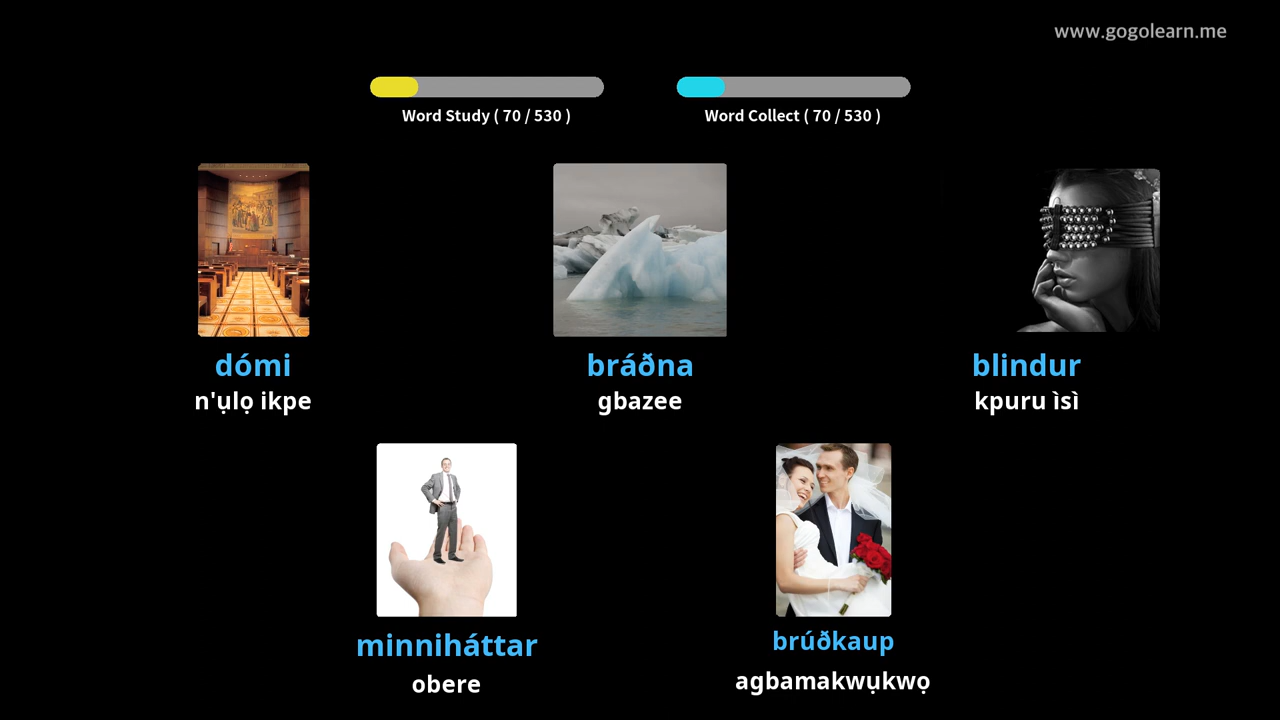 www.gogolearn.me
Word Study ( 70 / 530 )
Word Collect ( 70 / 530 )
dómi
n'ụlọ ikpe
bráðna
gbazee
blindur
kpuru ìsì
minniháttar
obere
brúðkaup
agbamakwụkwọ